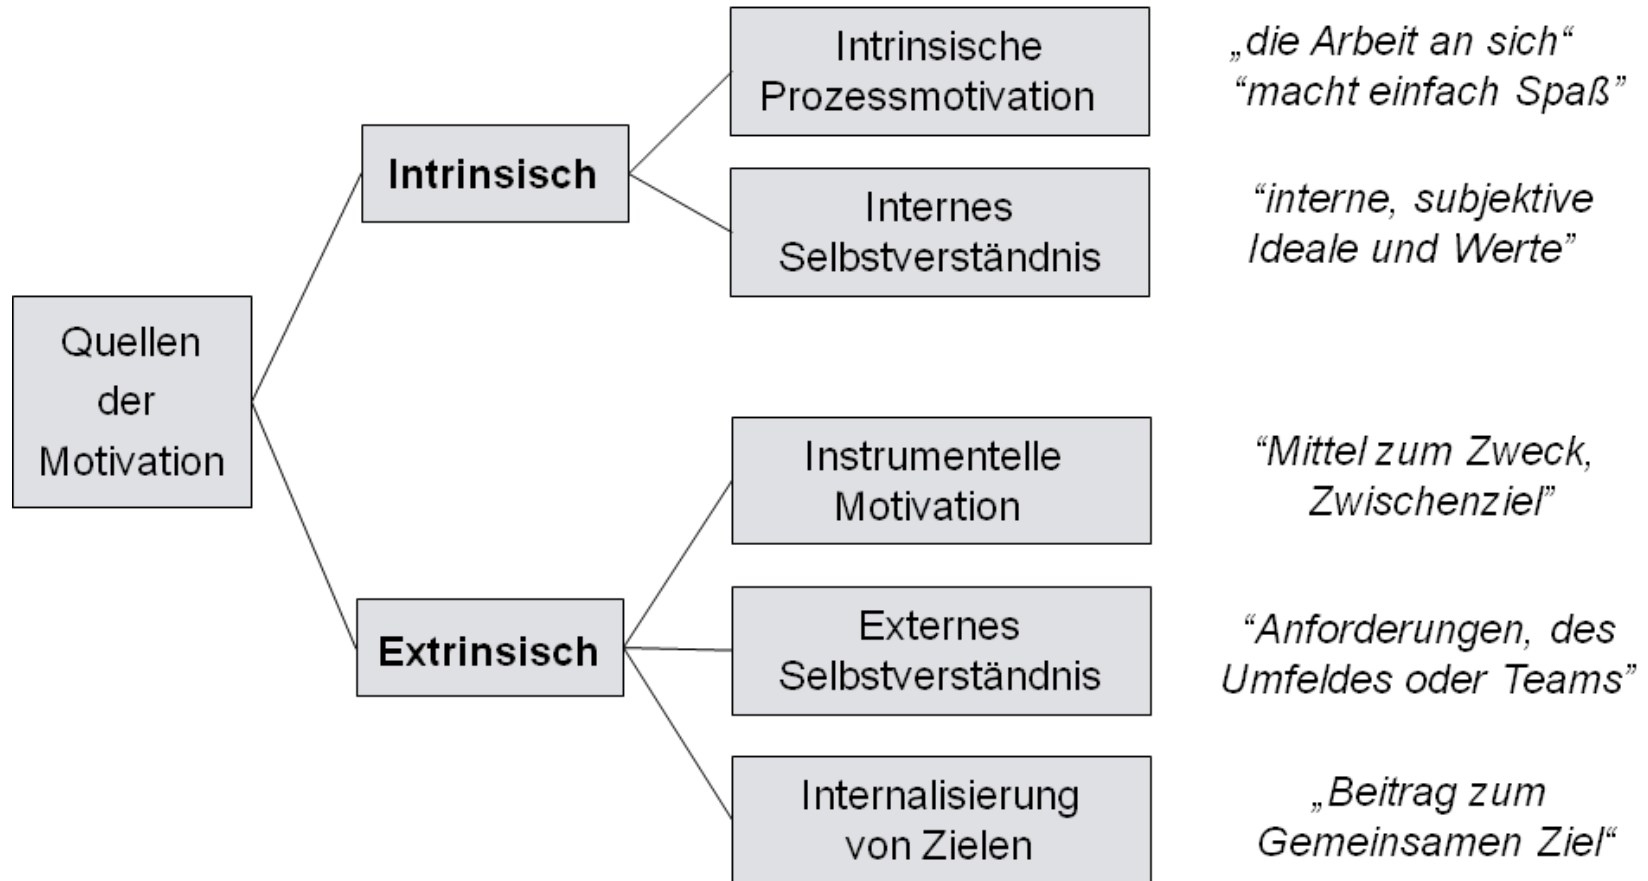 Quellen
der
Motivation
Intrinsisch
Intrinsische
Prozessmotivation
„die Arbeit an sich“
“macht einfach Spaß”
Internes
Selbstverständnis
“interne, subjektive
Ideale und Werte”
Extrinsisch
Instrumentelle
Motivation
“Mittel zum Zweck,
Zwischenziel”
Externes
Selbstverständnis
“Anforderungen, des
Umfeldes oder Teams”
Internalisierung
von Zielen
„Beitrag zum
Gemeinsamen Ziel“